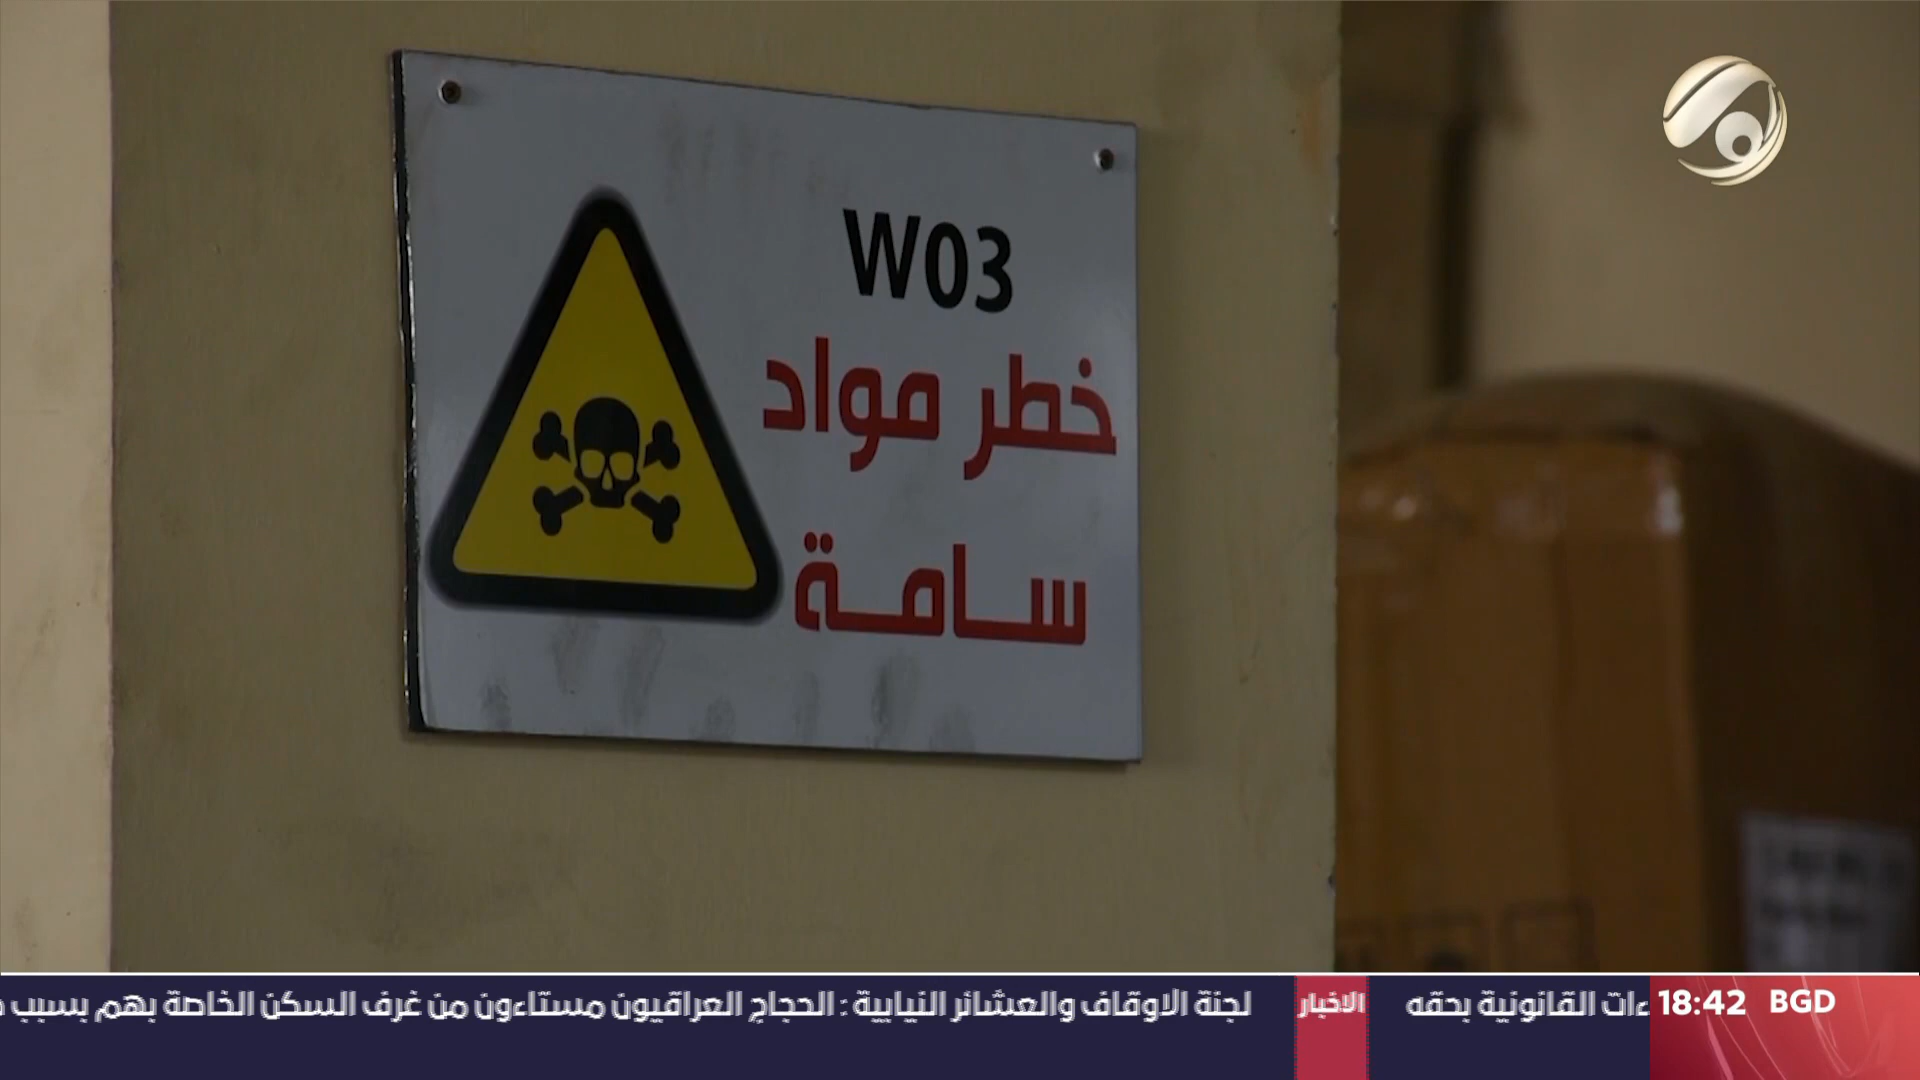 W03
خطر مواد
سامة
لجنة الاوقاف والعشائر النيابية : الحجاج العراقيون مستاءون من غرف السكن الخاصة بهم بسبب
الاخبار
القانونية بحقه
18:42 BGD